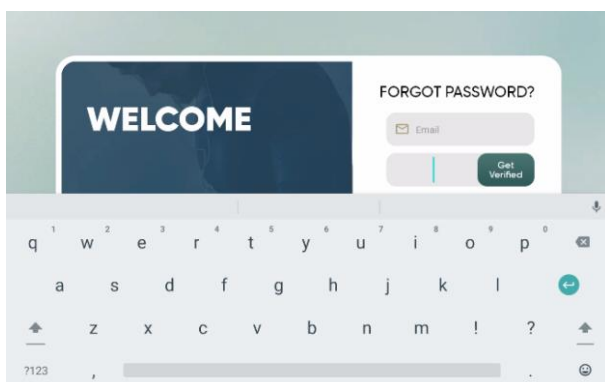 FORGOT PASSWORD?
WELCOME
Email
Get
Verified
q 1 w 2 e 3 r 4 t 5 y 6 u 7 i 8 o 9 p 0
a s d f g h j k l
z x c v b n m ! ?
?123 , .